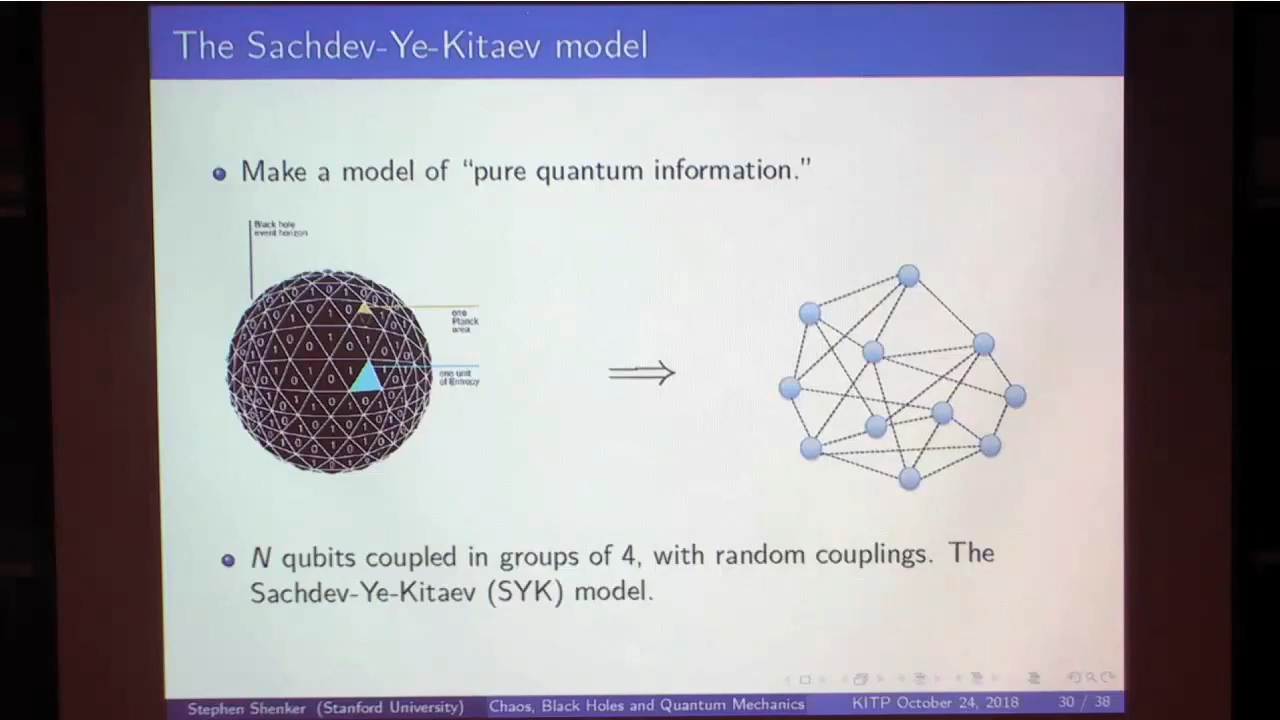 The Sachdev-Ye-Kitaev model
Make a model of “pure quantum information.”
Black hole
event horizon
one
Planck
area
one unit
of Entropy
N qubits coupled in groups of 4, with random couplings. The
Sachdev-Ye-Kitaev (SYK) model.
Stephen Shenker (Stanford University) Chaos, Black Holes and Quantum Mechanics KITP October 24, 2018 30 / 38